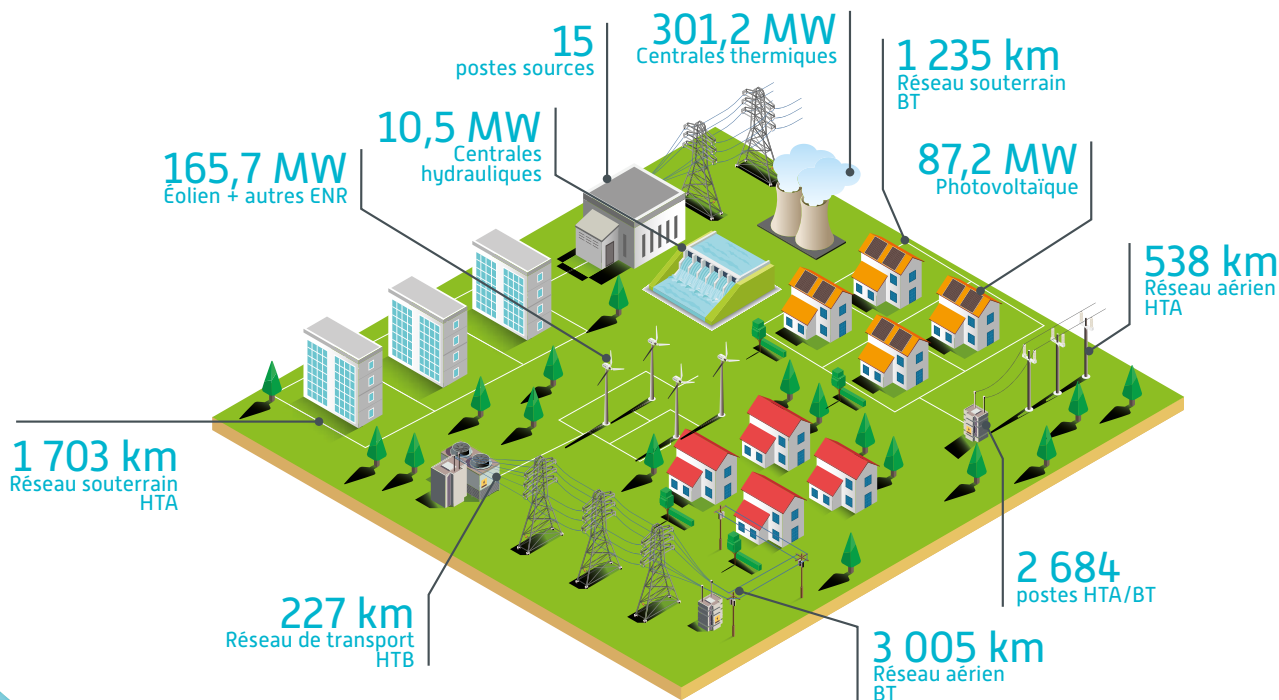 15
postes sources
301,2 MW
Centrales thermiques
1 235 km
Réseau souterrain
BT
10,5 MW
Centrales
hydrauliques
165,7 MW
Éolien + autres ENR
87,2 MW
Photovoltaïque
538 km
Réseau aérien
HTA
1 703 km
Réseau souterrain
HTA
227 km
Réseau de transport
HTB
2 684
postes HTA/BT
3 005 km
Réseau aérien
BT